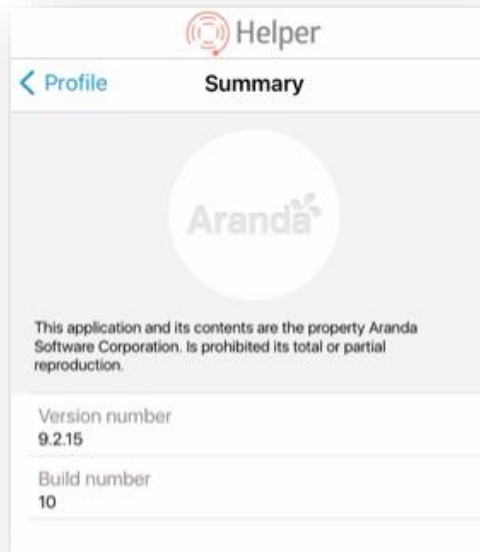 Helper
Profile
Summary
Aranda
This application and its contents are the property Aranda
Software Corporation. Is prohibited its total or partial
reproduction.
Version number
9.2.15
Build number
10